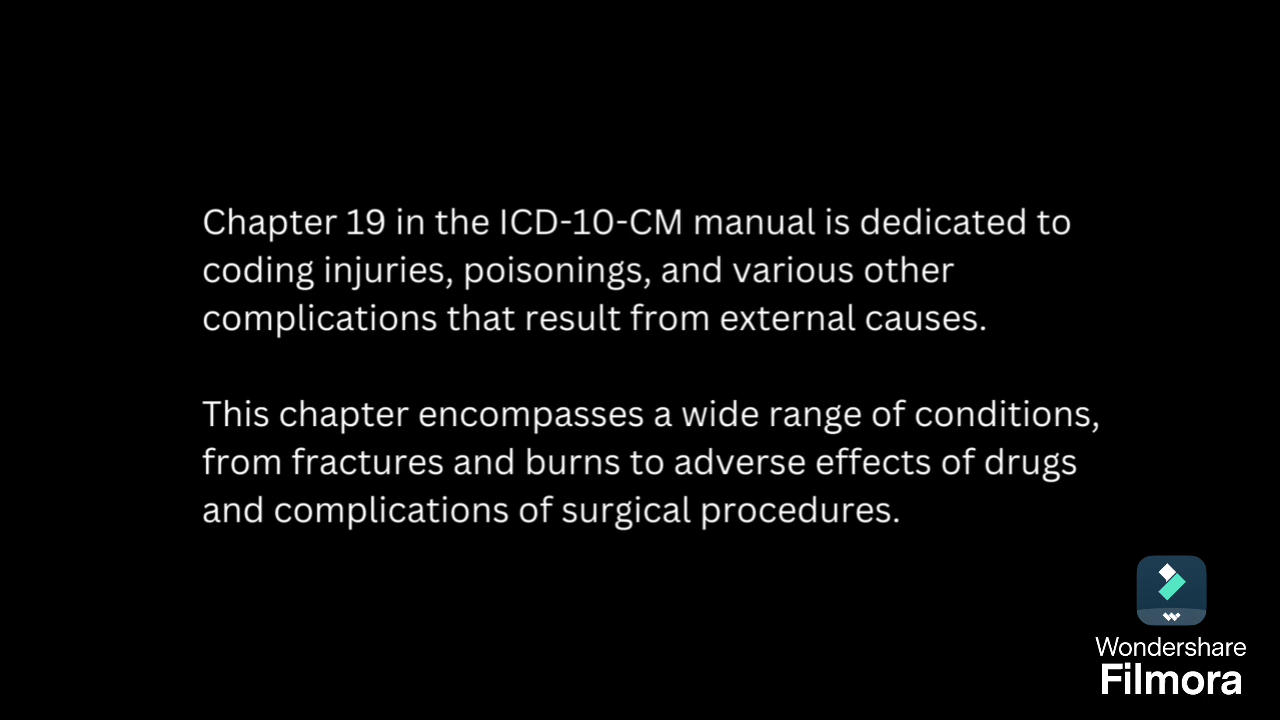 Chapter 19 in the ICD-10-CM manual is dedicated to
coding injuries, poisonings, and various other
complications that result from external causes.
This chapter encompasses a wide range of conditions,
from fractures and burns to adverse effects of drugs
and complications of surgical procedures.
Wondershare
Filmora